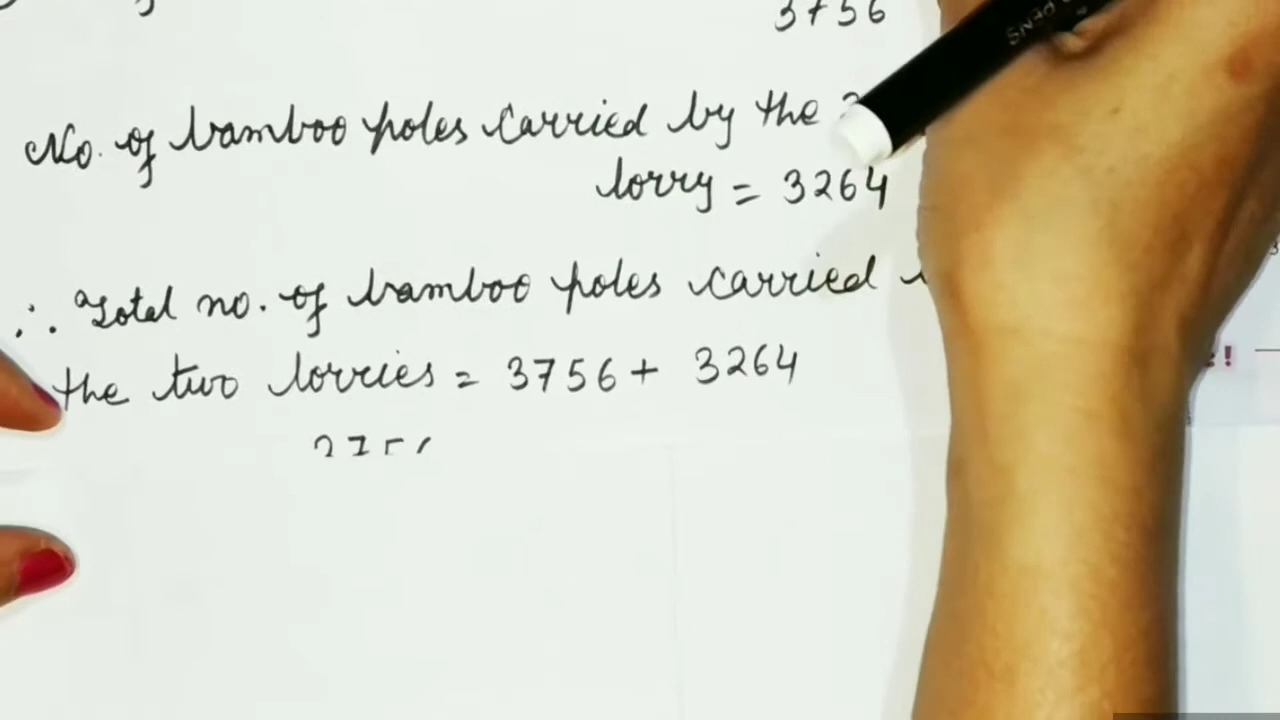 3756
No. of bamboo poles carried by the
lorry = 3264
∴ Total no. of bamboo poles carried
the two lorries = 3756 + 3264